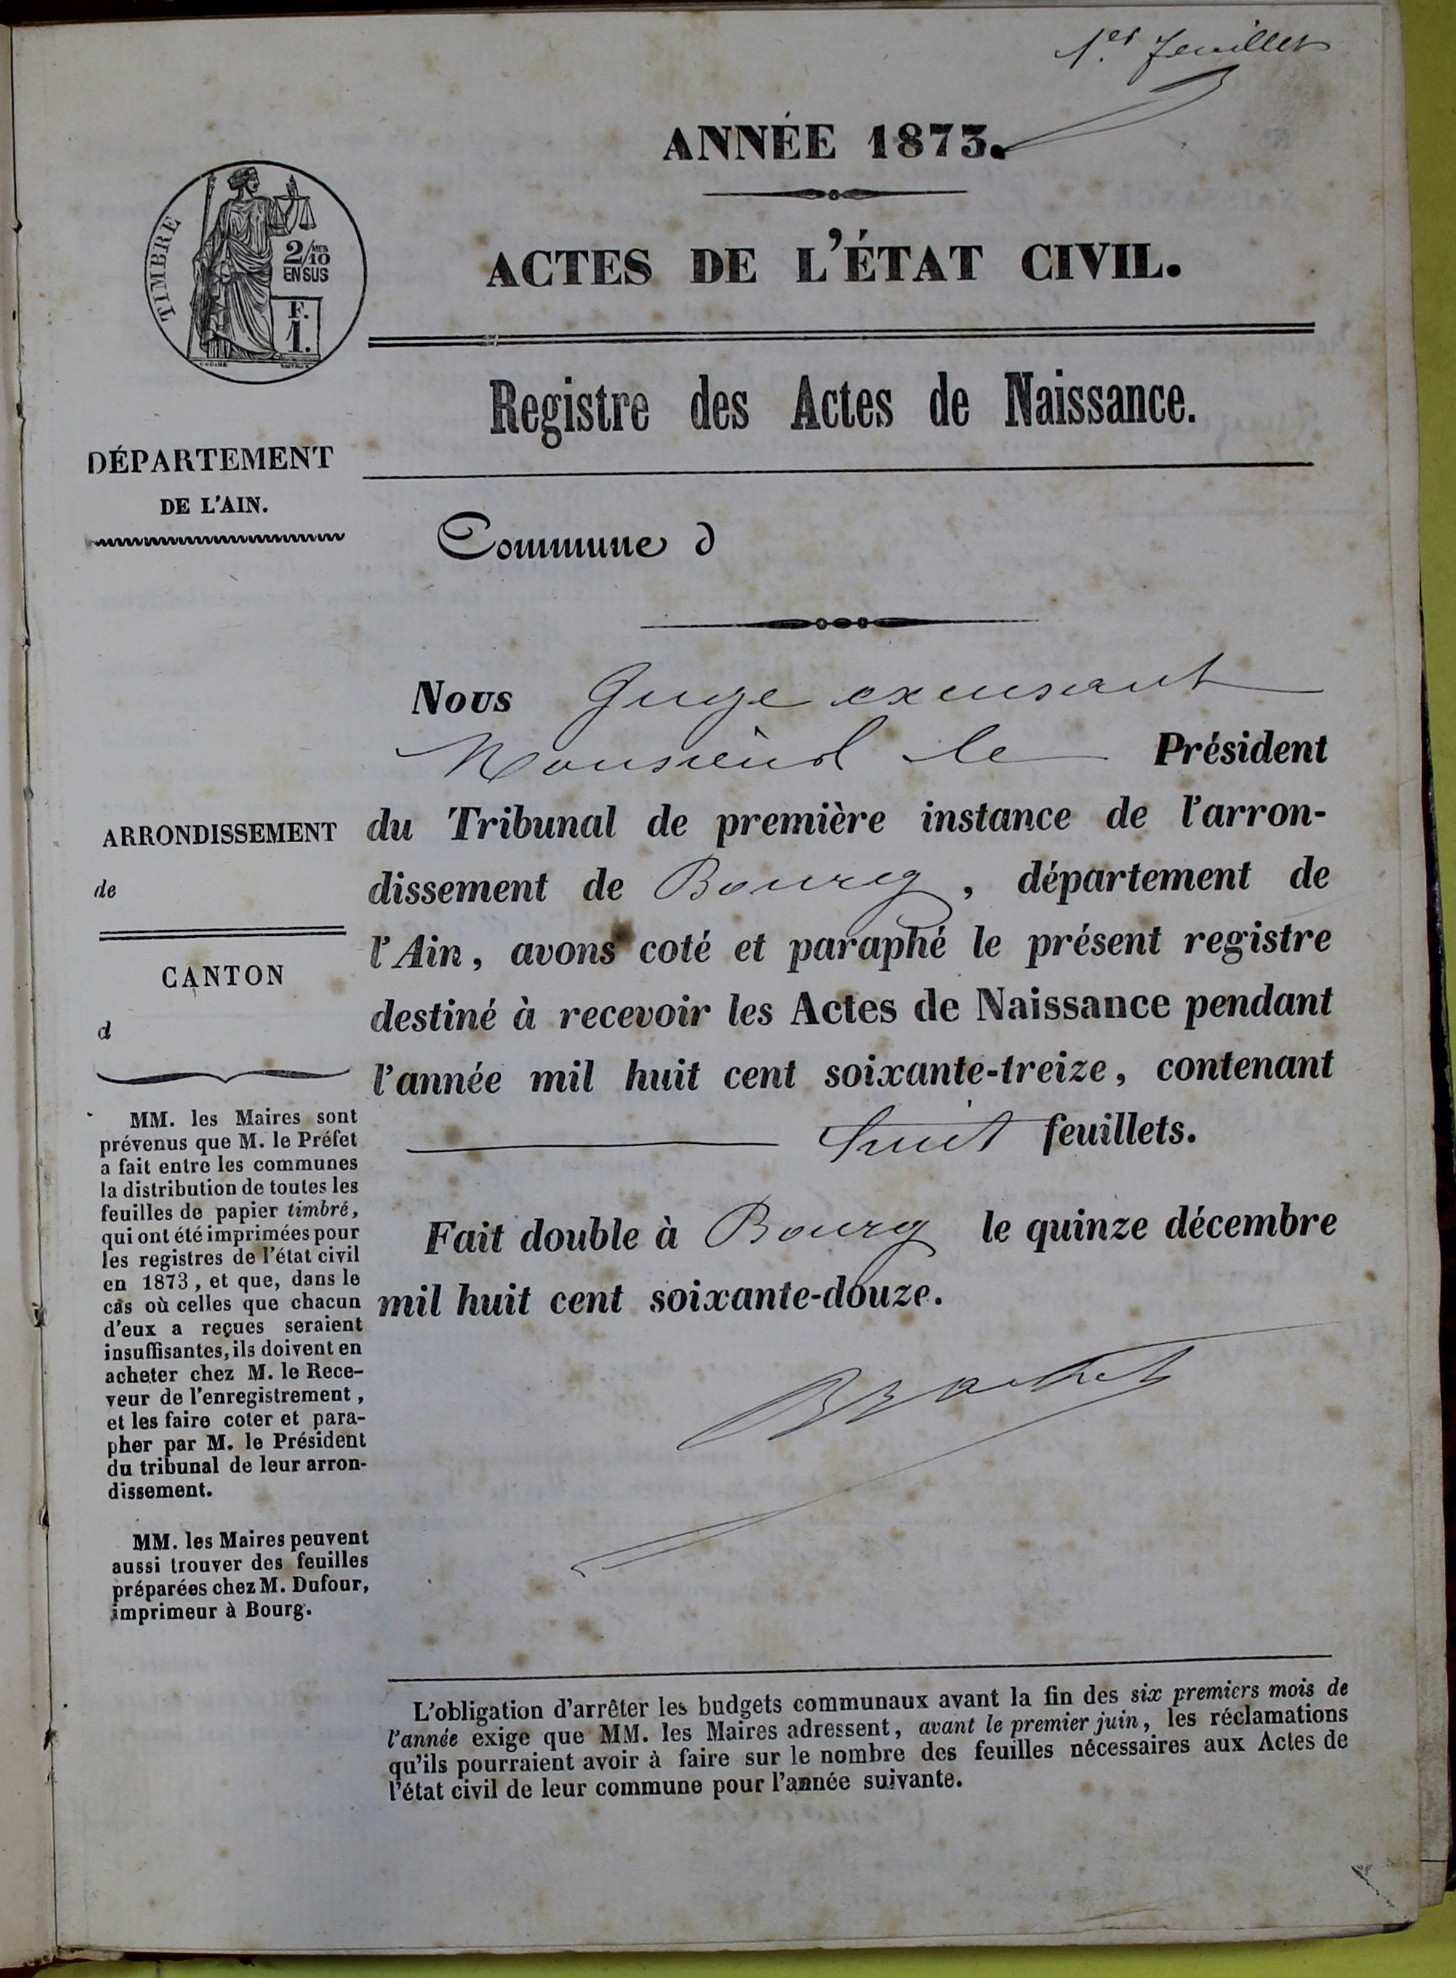 1er feuillet
ANNÉE 1873.
TIMBRE
2/MES 10
EN SUS
F.
1.
ACTES DE L'ÉTAT CIVIL.
Registre des Actes de Naissance.
DÉPARTEMENT
DE L'AIN.
Commune d
Nous Juge excusant
Monsieur le Président
du Tribunal de première instance de l'arron-
dissement de Bourg, département de
l'Ain, avons coté et paraphé le présent registre
destiné à recevoir les Actes de Naissance pendant
l'année mil huit cent soixante-treize, contenant
huit feuillets.
Fait double à Bourg le quinze décembre
mil huit cent soixante-douze.
ARRONDISSEMENT
de
CANTON
d
MM. les Maires sont
prévenus que M. le Préfet
a fait entre les communes
la distribution de toutes les
feuilles de papier timbré,
qui ont été imprimées pour
les registres de l'état civil
en 1873, et que, dans le
cas où celles que chacun
d'eux a reçues seraient
insuffisantes, ils doivent en
acheter chez M. le Rece-
veur de l'enregistrement,
et les faire coter et para-
pher par M. le Président
du tribunal de leur arron-
dissement.
MM. les Maires peuvent
aussi trouver des feuilles
préparées chez M. Dufour,
imprimeur à Bourg.
L'obligation d'arrêter les budgets communaux avant la fin des six premiers mois de
l'année exige que MM. les Maires adressent, avant le premier juin, les réclamations
qu'ils pourraient avoir à faire sur le nombre des feuilles nécessaires aux Actes de
l'état civil de leur commune pour l'année suivante.